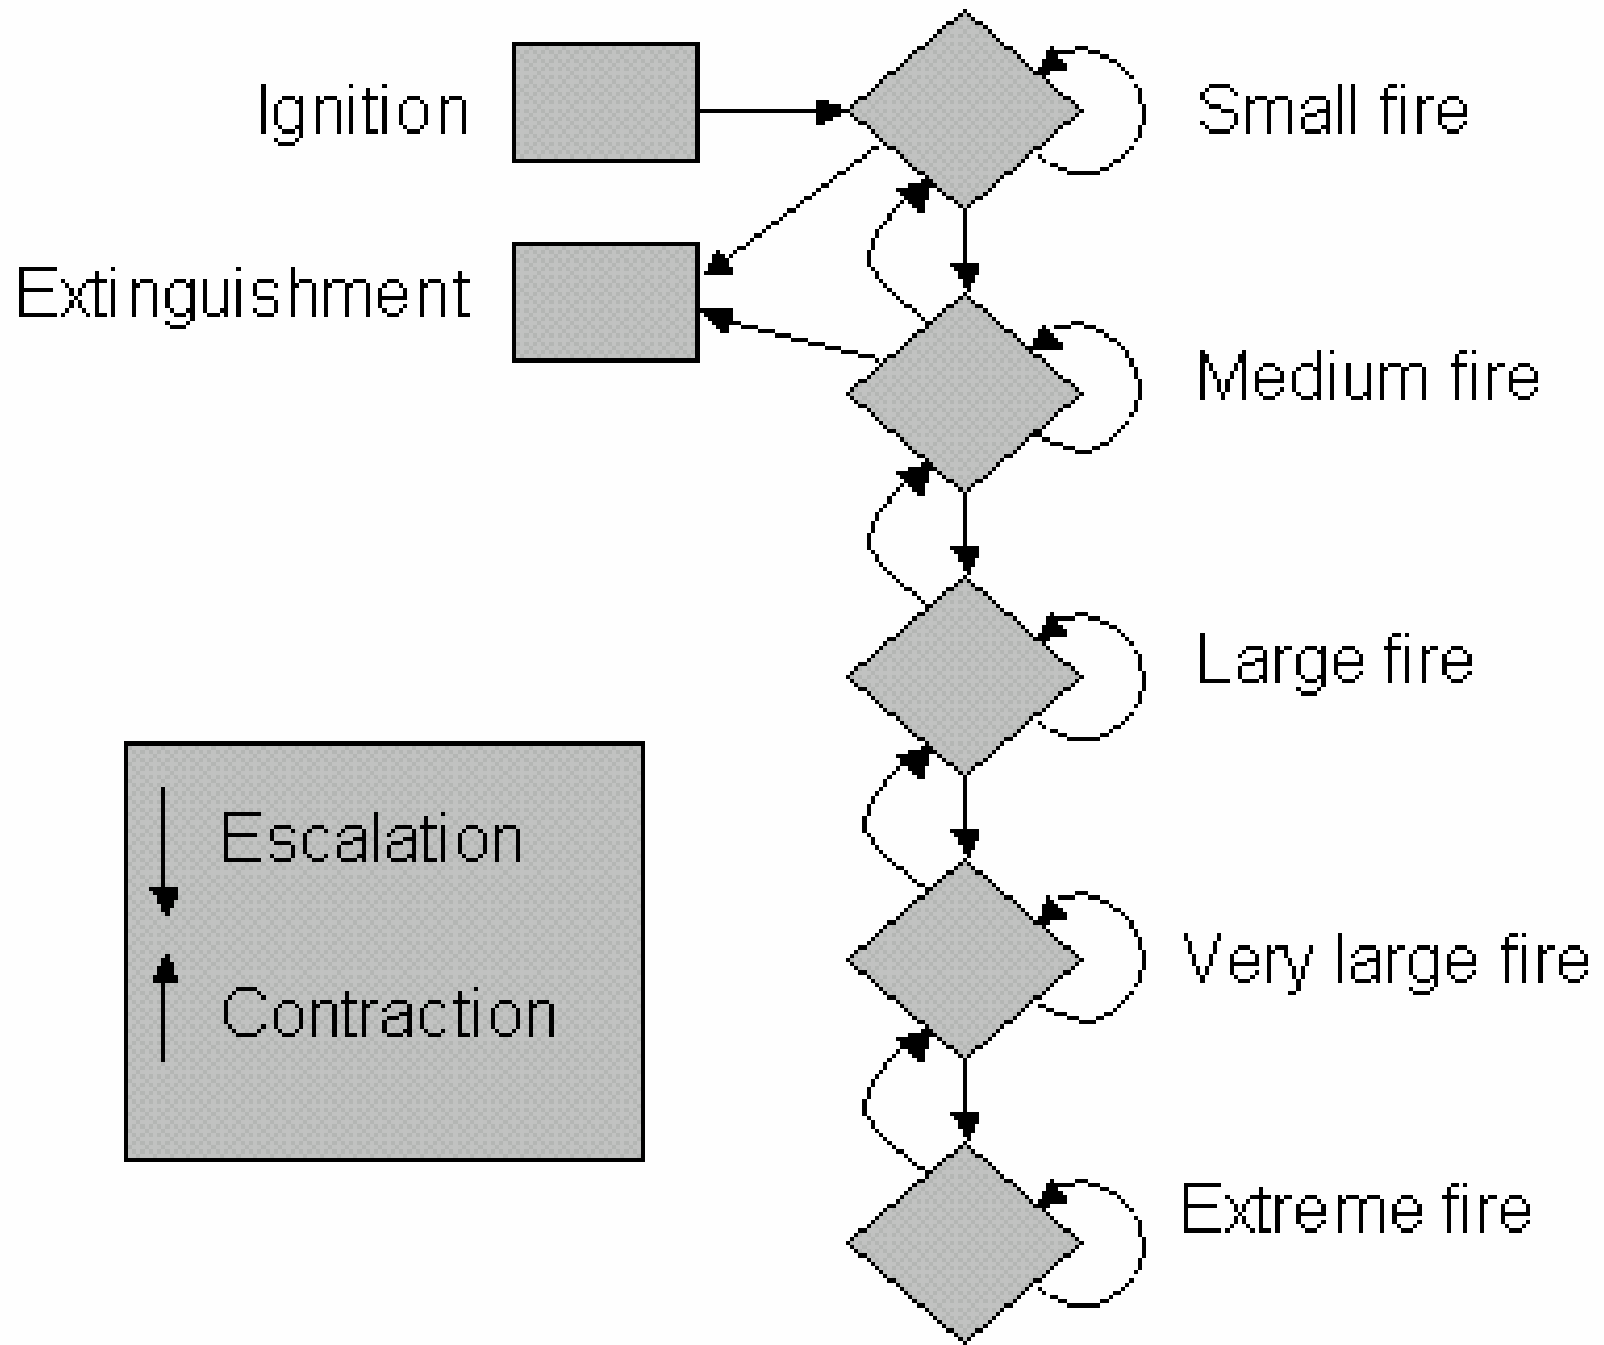 Ignition
Small fire
Extinguishment
Medium fire
Large fire
Escalation
Very large fire
Contraction
Extreme fire